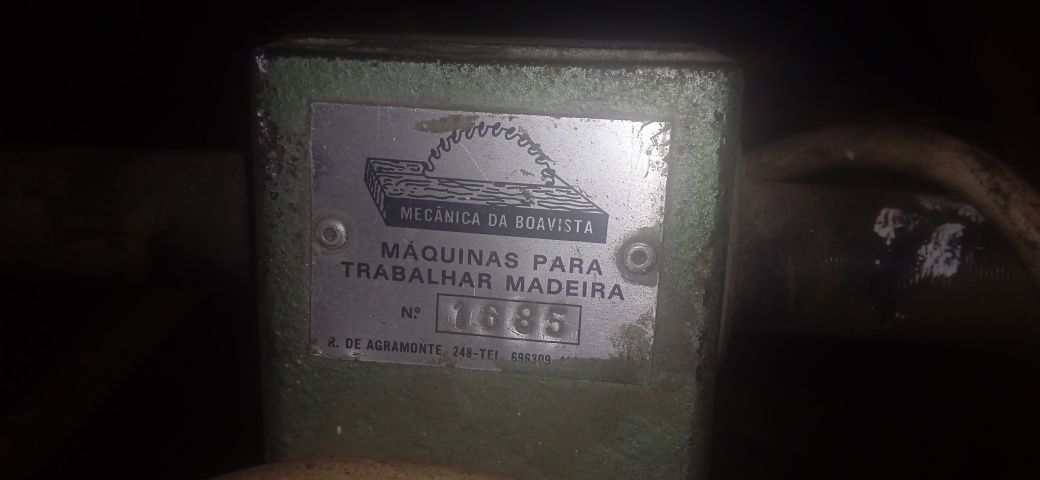 MECÂNICA DA BOAVISTA
MÁQUINAS PARA
TRABALHAR MADEIRA
Nº 1685
R. DE AGRAMONTE, 248-TEL. 696309